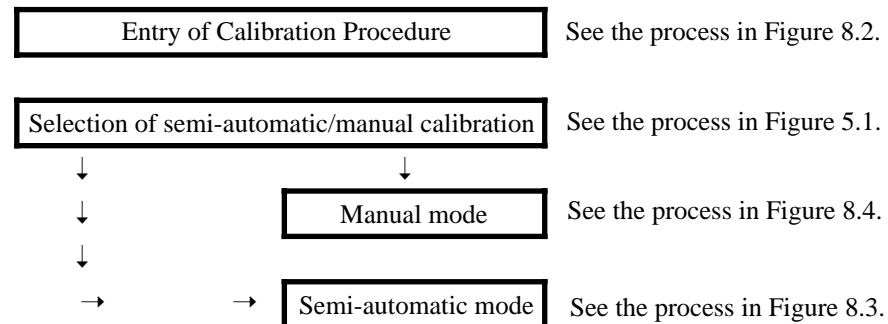 Entry of Calibration Procedure See the process in Figure 8.2.
Selection of semi-automatic/manual calibration See the process in Figure 5.1.
↓ ↓
↓ Manual mode See the process in Figure 8.4.
↓
→ → Semi-automatic mode See the process in Figure 8.3.